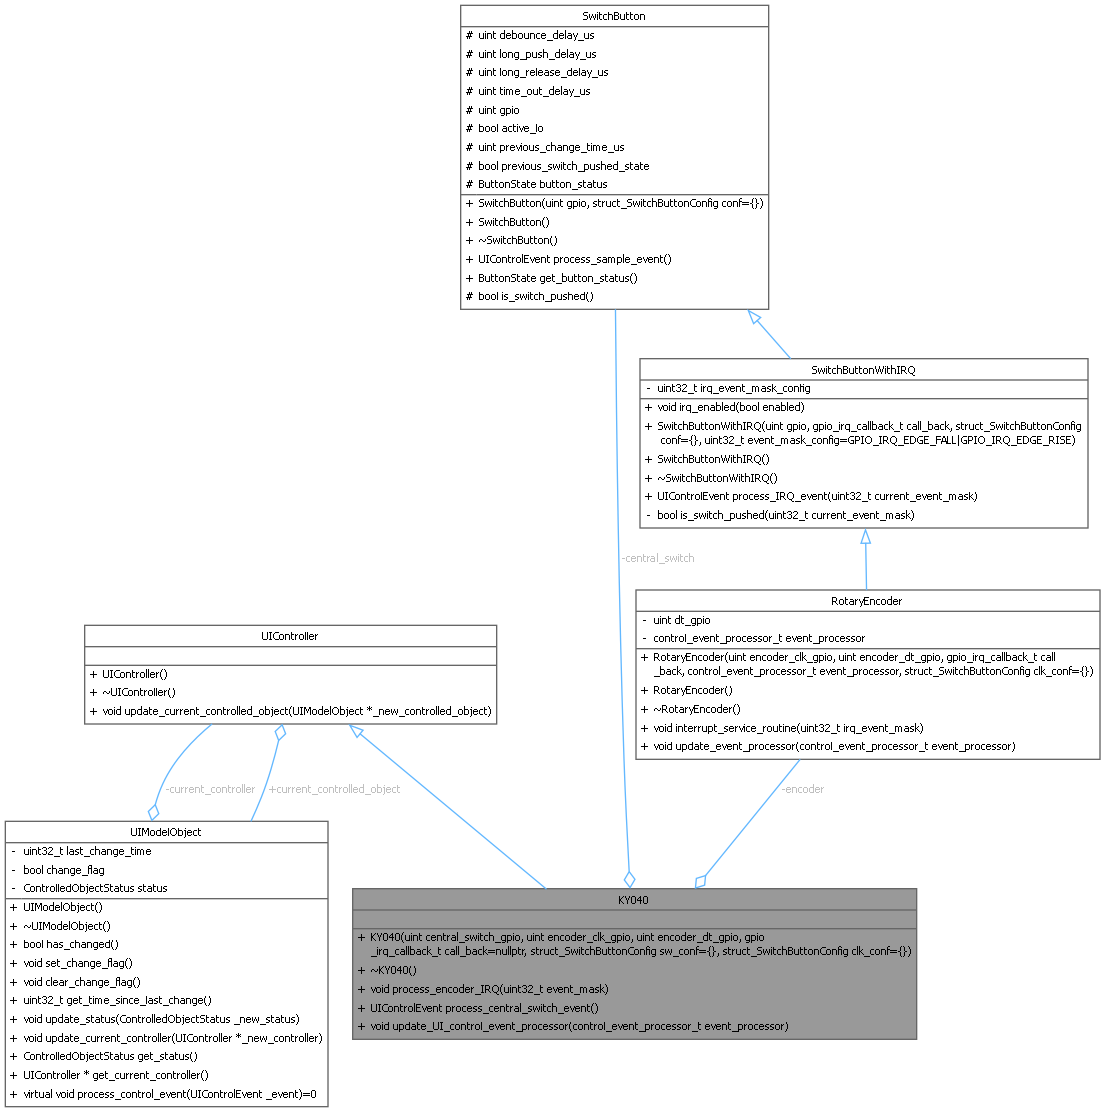 SwitchButton
# uint debounce_delay_us
# uint long_push_delay_us
# uint long_release_delay_us
# uint time_out_delay_us
# uint gpio
# bool active_lo
# uint previous_change_time_us
# bool previous_switch_pushed_state
# ButtonState button_status
+ SwitchButton(uint gpio, struct_SwitchButtonConfig conf={})
+ SwitchButton()
+ ~SwitchButton()
+ UIControlEvent process_sample_event()
+ ButtonState get_button_status()
# bool is_switch_pushed()
SwitchButtonWithIRQ
- uint32_t irq_event_mask_config
+ void irq_enabled(bool enabled)
+ SwitchButtonWithIRQ(uint gpio, gpio_irq_callback_t call_back, struct_SwitchButtonConfig
conf={}, uint32_t event_mask_config=GPIO_IRQ_EDGE_FALL|GPIO_IRQ_EDGE_RISE)
+ SwitchButtonWithIRQ()
+ ~SwitchButtonWithIRQ()
+ UIControlEvent process_IRQ_event(uint32_t current_event_mask)
- bool is_switch_pushed(uint32_t current_event_mask)
-central_switch
RotaryEncoder
- uint dt_gpio
- control_event_processor_t event_processor
+ RotaryEncoder(uint encoder_clk_gpio, uint encoder_dt_gpio, gpio_irq_callback_t call
_back, control_event_processor_t event_processor, struct_SwitchButtonConfig clk_conf={})
+ RotaryEncoder()
+ ~RotaryEncoder()
+ void interrupt_service_routine(uint32_t irq_event_mask)
+ void update_event_processor(control_event_processor_t event_processor)
UIController
+ UIController()
+ ~UIController()
+ void update_current_controlled_object(UIModelObject *_new_controlled_object)
-current_controller
+current_controlled_object
-encoder
UIModelObject
- uint32_t last_change_time
- bool change_flag
- ControlledObjectStatus status
+ UIModelObject()
+ ~UIModelObject()
+ bool has_changed()
+ void set_change_flag()
+ void clear_change_flag()
+ uint32_t get_time_since_last_change()
+ void update_status(ControlledObjectStatus _new_status)
+ void update_current_controller(UIController *_new_controller)
+ ControlledObjectStatus get_status()
+ UIController * get_current_controller()
+ virtual void process_control_event(UIControlEvent _event)=0
KY040
+ KY040(uint central_switch_gpio, uint encoder_clk_gpio, uint encoder_dt_gpio, gpio
_irq_callback_t call_back=nullptr, struct_SwitchButtonConfig sw_conf={}, struct_SwitchButtonConfig clk_conf={})
+ ~KY040()
+ void process_encoder_IRQ(uint32_t event_mask)
+ UIControlEvent process_central_switch_event()
+ void update_UI_control_event_processor(control_event_processor_t event_processor)